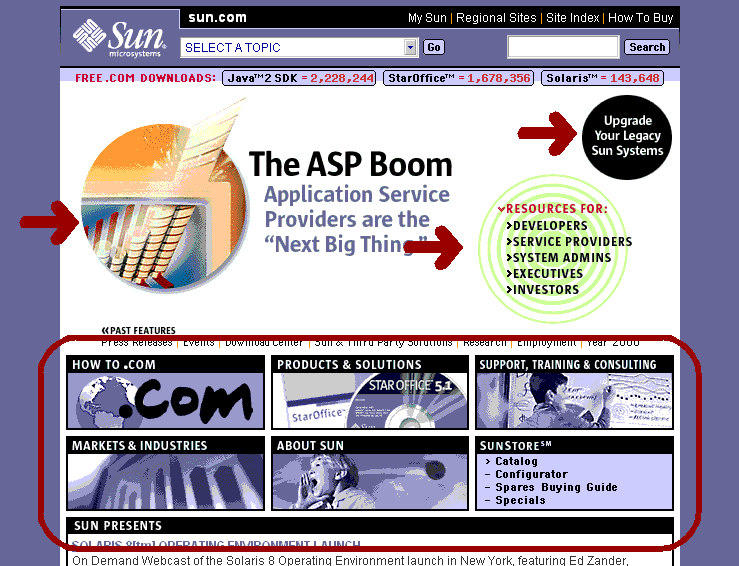 sun.com
My Sun | Regional Sites | Site Index | How To Buy
Sun
microsystems
SELECT A TOPIC
Go
Search
FREE .COM DOWNLOADS: Java™2 SDK = 2,228,244 StarOffice™ = 1,678,356 Solaris™ = 143,648
Upgrade
Your Legacy
Sun Systems
The ASP Boom
Application Service
Providers are the
“Next Big Thing.”
RESOURCES FOR:
DEVELOPERS
SERVICE PROVIDERS
SYSTEM ADMINS
EXECUTIVES
INVESTORS
«PAST FEATURES
Press Releases | Events | Download Center | Sun & Third Party Solutions | Research | Employment | Year 2000
HOW TO .COM
.com
PRODUCTS & SOLUTIONS
STAROFFICE 5.1
StarOffice™
SUPPORT, TRAINING & CONSULTING
MARKETS & INDUSTRIES
ABOUT SUN
SUNSTORE℠
> Catalog
– Configurator
– Spares Buying Guide
– Specials
SUN PRESENTS
SOLARIS 8[tm] OPERATING ENVIRONMENT LAUNCH
On Demand Webcast of the Solaris 8 Operating Environment launch in New York, featuring Ed Zander,